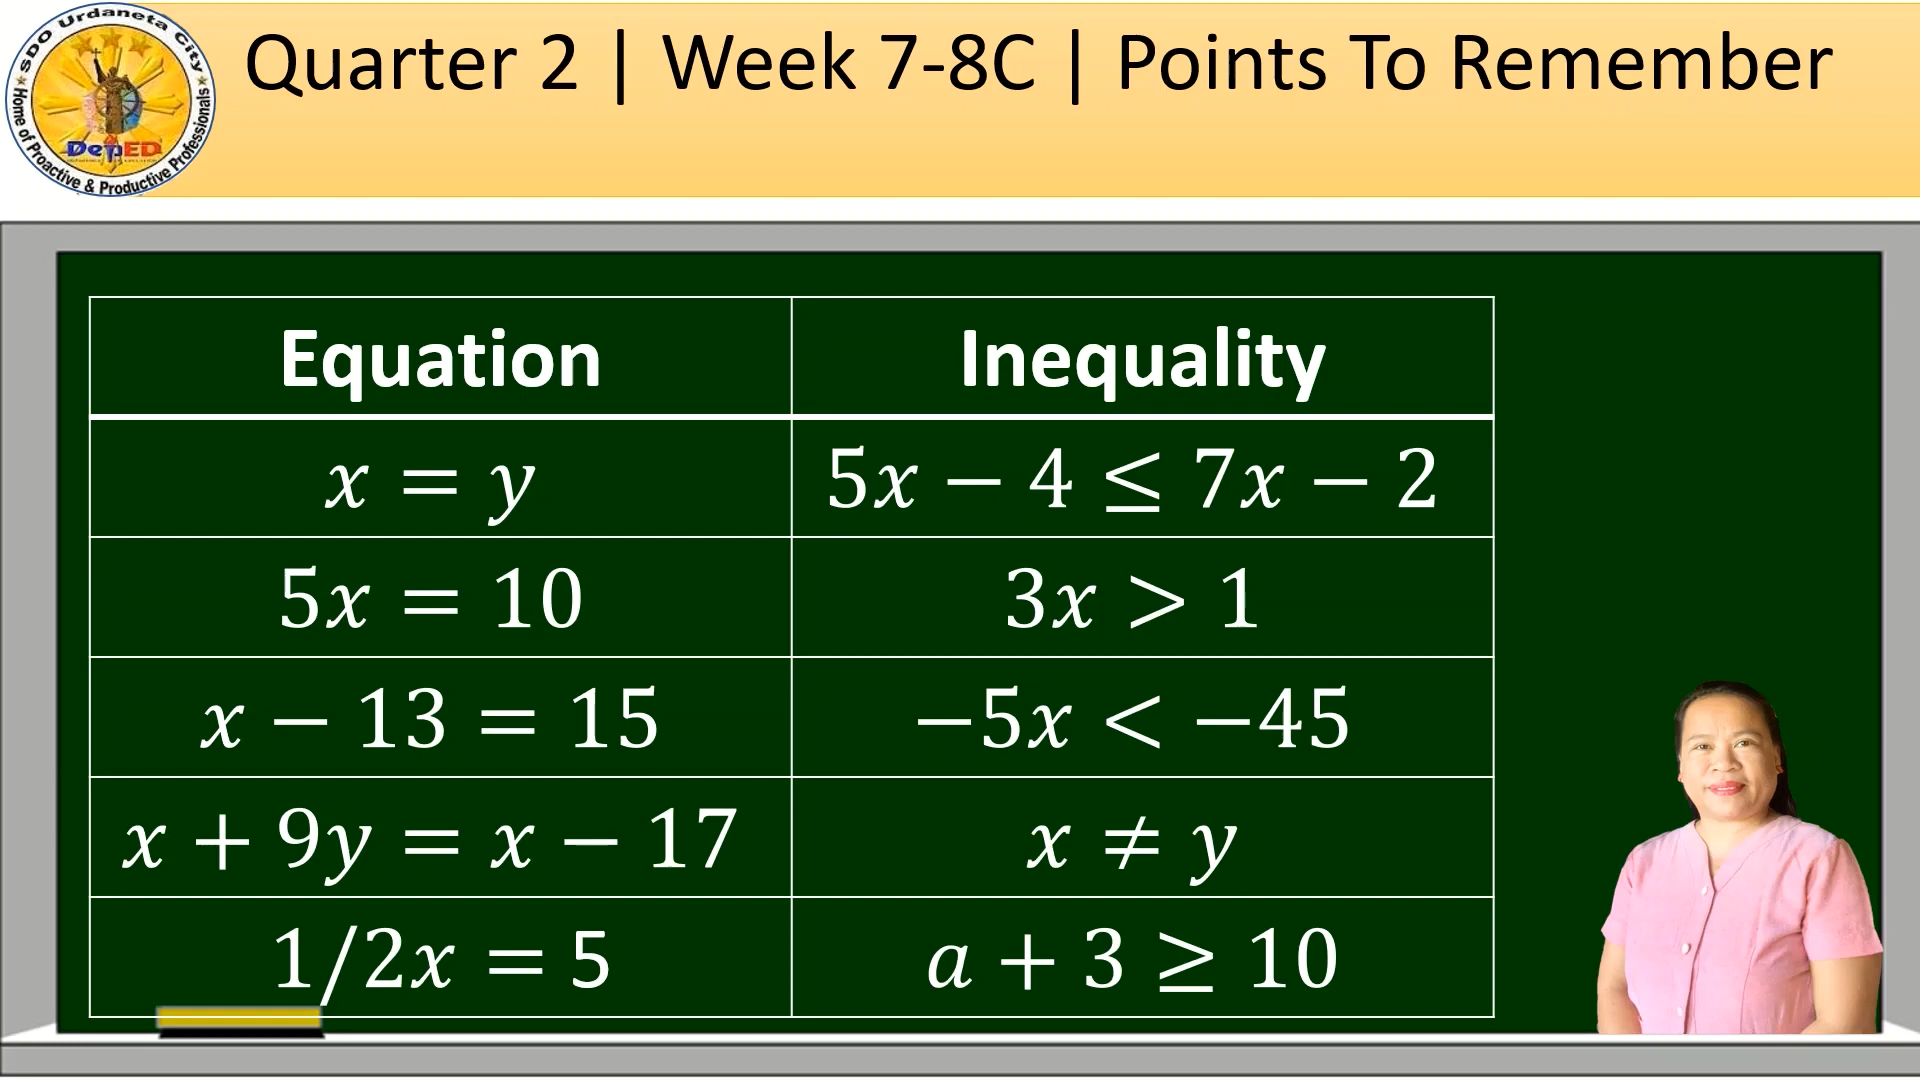 SDO Urdaneta City
Home of Proactive & Productive Professionals
DepED
Quarter 2 | Week 7-8C | Points To Remember
Equation Inequality
x = y 5x − 4 ≤ 7x − 2
5x = 10 3x > 1
x − 13 = 15 −5x < −45
x + 9y = x − 17 x ≠ y
1/2x = 5 a + 3 ≥ 10